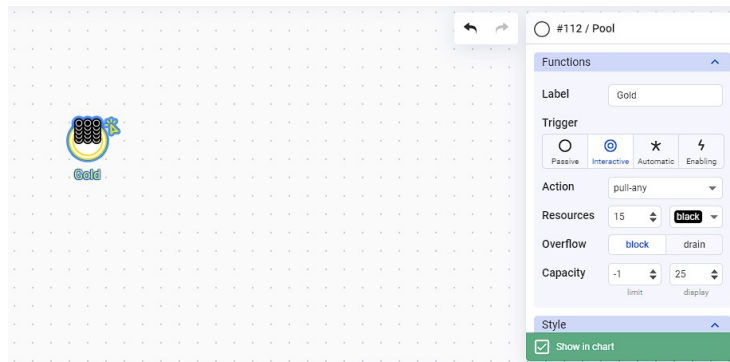 Gold
#112 / Pool
Functions
Label Gold
Trigger
Passive Interactive Automatic Enabling
Action pull-any
Resources 15 black
Overflow block drain
Capacity -1 25
limit display
Style
Show in chart